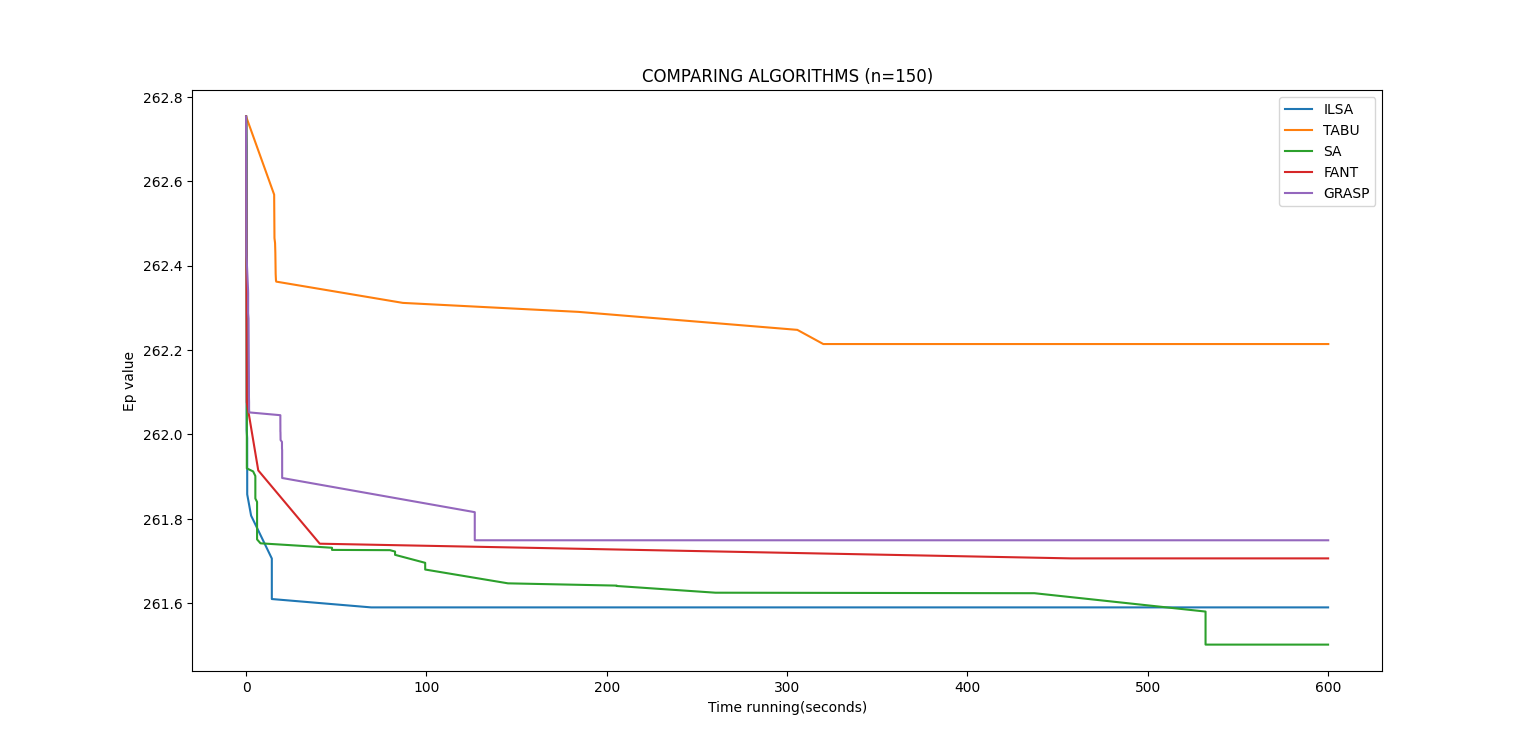 COMPARING ALGORITHMS (n=150)
262.8
262.6
262.4
262.2
262.0
261.8
261.6
Ep value
ILSA
TABU
SA
FANT
GRASP
0
100
200
300
400
500
600
Time running(seconds)